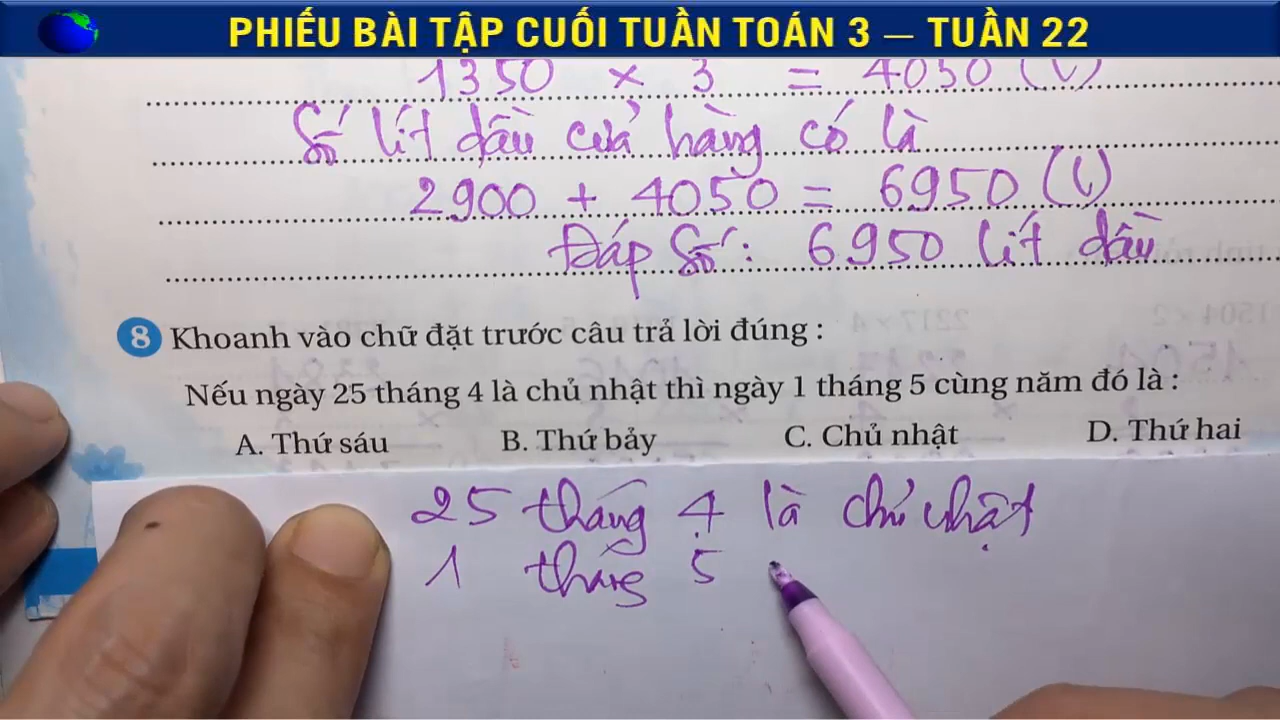 PHIẾU BÀI TẬP CUỐI TUẦN TOÁN 3 – TUẦN 22
1350 × 3 = 4050 (l)
Số lít dầu cửa hàng có là
2900 + 4050 = 6950 (l)
Đáp Số: 6950 lít dầu
8 Khoanh vào chữ đặt trước câu trả lời đúng :
Nếu ngày 25 tháng 4 là chủ nhật thì ngày 1 tháng 5 cùng năm đó là :
A. Thứ sáu B. Thứ bảy C. Chủ nhật D. Thứ hai
25 tháng 4 là chủ nhật
1 tháng 5